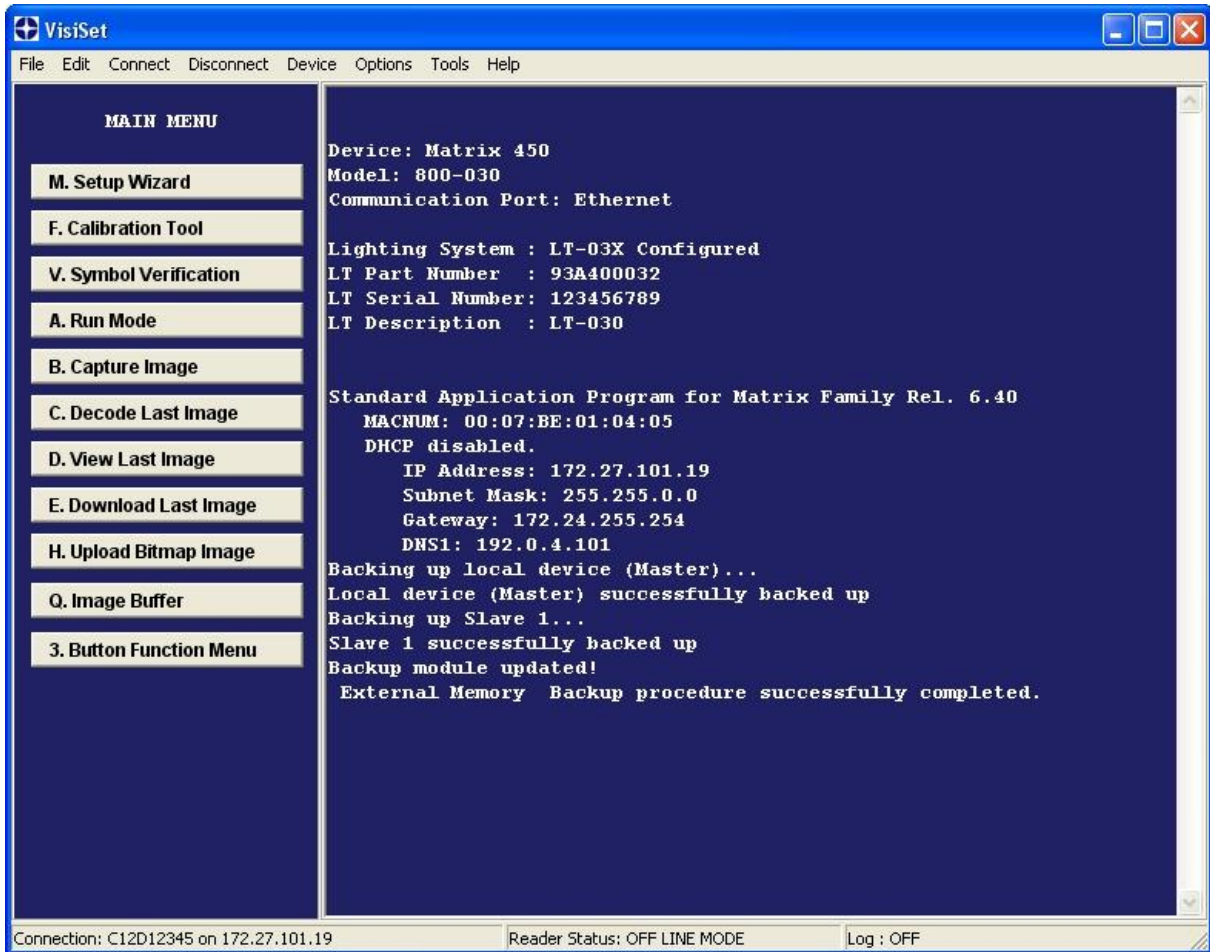 VisiSet
File Edit Connect Disconnect Device Options Tools Help
MAIN MENU
M. Setup Wizard
F. Calibration Tool
V. Symbol Verification
A. Run Mode
B. Capture Image
C. Decode Last Image
D. View Last Image
E. Download Last Image
H. Upload Bitmap Image
Q. Image Buffer
3. Button Function Menu
Device: Matrix 450
Model: 800-030
Communication Port: Ethernet
Lighting System : LT-03X Configured
LT Part Number : 93A400032
LT Serial Number: 123456789
LT Description : LT-030
Standard Application Program for Matrix Family Rel. 6.40
MACNUM: 00:07:BE:01:04:05
DHCP disabled.
IP Address: 172.27.101.19
Subnet Mask: 255.255.0.0
Gateway: 172.24.255.254
DNS1: 192.0.4.101
Backing up local device (Master)...
Local device (Master) successfully backed up
Backing up Slave 1...
Slave 1 successfully backed up
Backup module updated!
External Memory Backup procedure successfully completed.
Connection: C12D12345 on 172.27.101.19
Reader Status: OFF LINE MODE
Log : OFF